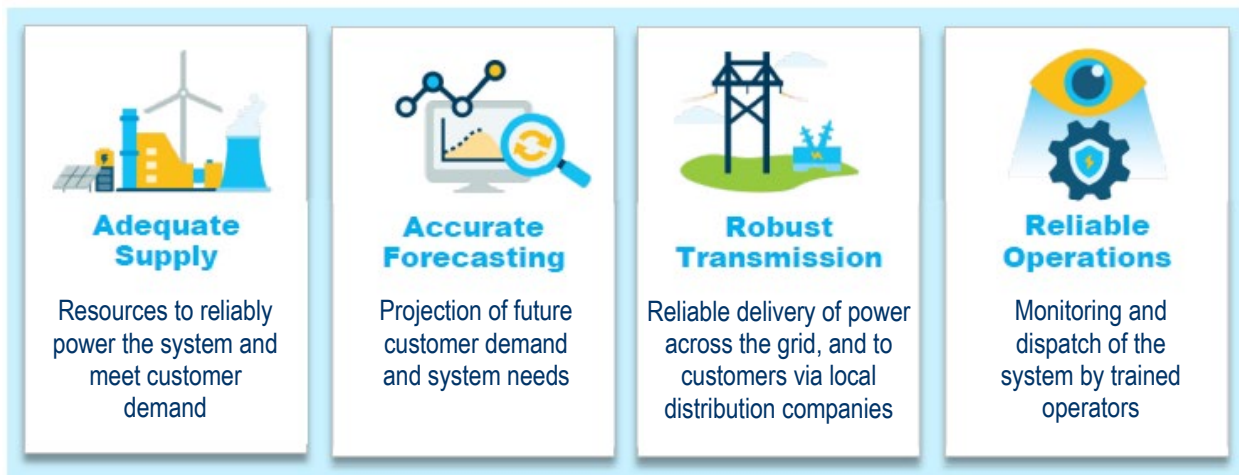 Adequate
Supply
Resources to reliably
power the system and
meet customer
demand
Accurate
Forecasting
Projection of future
customer demand
and system needs
Robust
Transmission
Reliable delivery of power
across the grid, and to
customers via local
distribution companies
Reliable
Operations
Monitoring and
dispatch of the
system by trained
operators